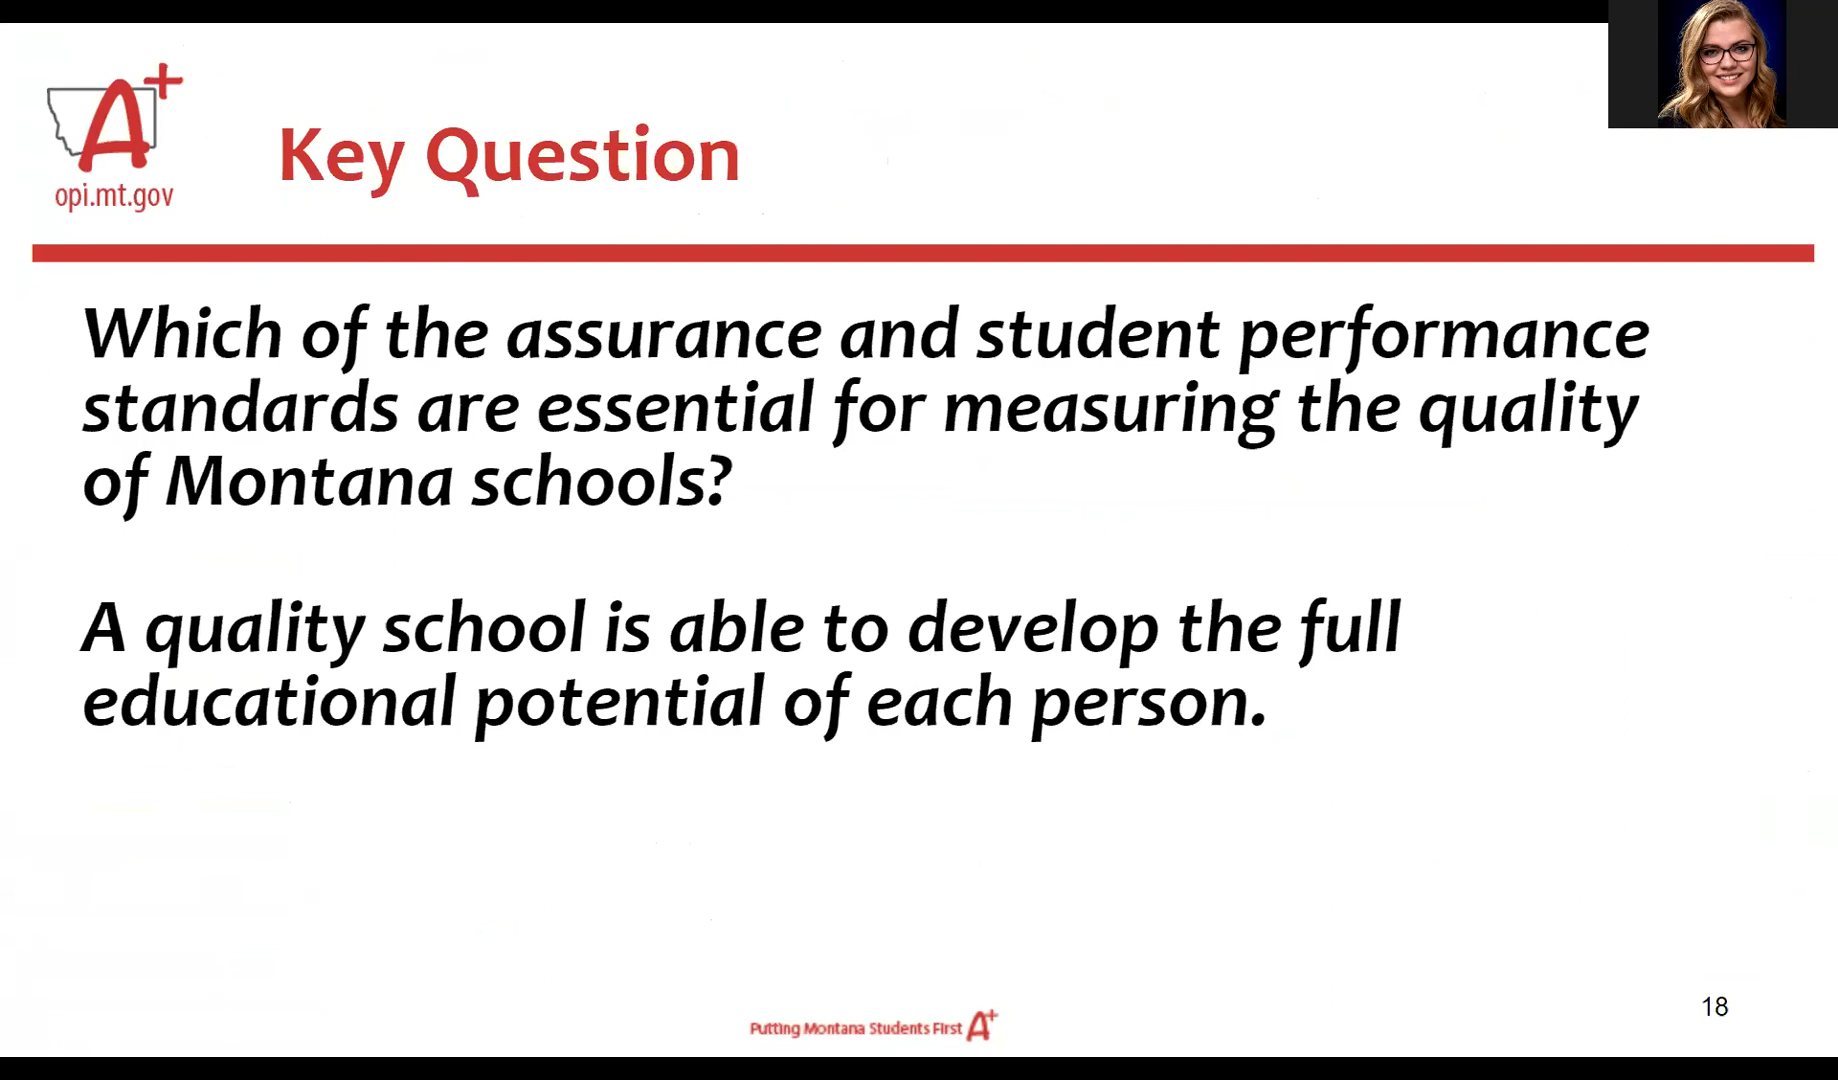 A+
opi.mt.gov
Key Question
Which of the assurance and student performance
standards are essential for measuring the quality
of Montana schools?
A quality school is able to develop the full
educational potential of each person.
18
Putting Montana Students First A+